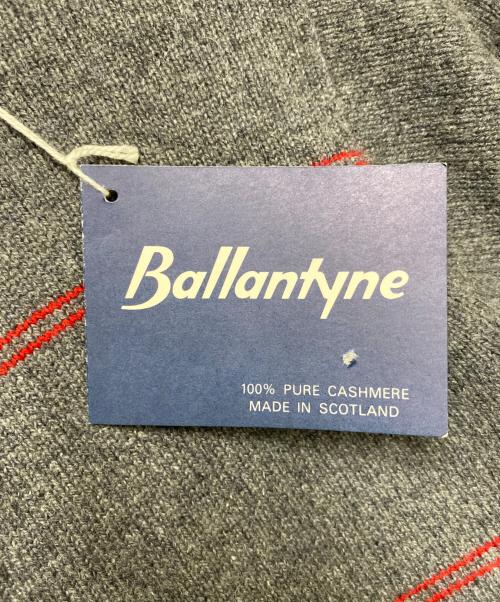 Ballantyne
100% PURE CASHMERE
MADE IN SCOTLAND